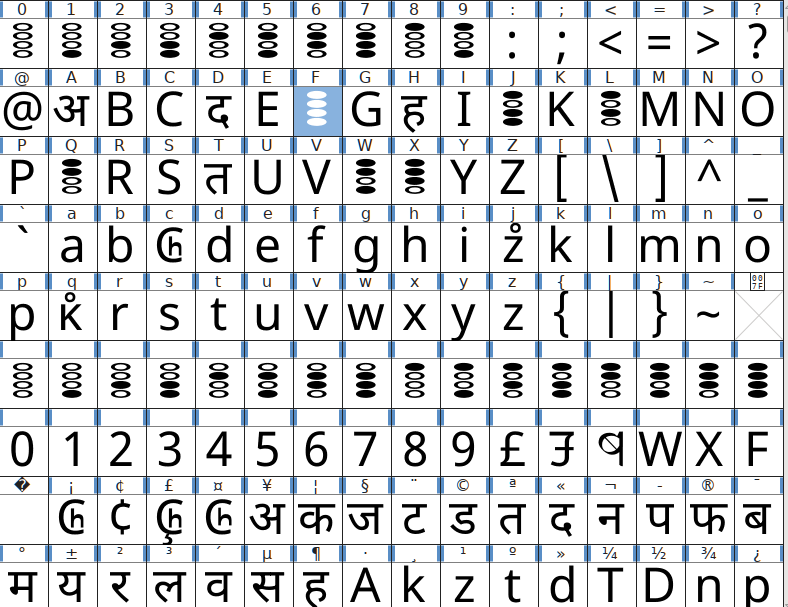 0 1 2 3 4 5 6 7 8 9 : ; < = > ?
: ; < = > ?
@ A B C D E F G H I J K L M N O
@ अ B C द E G ह I K M N O
P Q R S T U V W X Y Z [ \ ] ^ _
P R S त U V Y Z [ \ ] ^ _
` a b c d e f g h i j k l m n o
` a b d e f g h i z̊ k l m n o
p q r s t u v w x y z { | } ~ 007F
p k̊ r s t u v w x y z { | } ~
0 1 2 3 4 5 6 7 8 9 £ W X F
� ¡ ¢ £ ¤ ¥ ¦ § ¨ © ª « ¬ - ® ¯
¢ अ क ज ट ड त द न प फ ब
° ± ² ³ ´ µ ¶ · ¸ ¹ º » ¼ ½ ¾ ¿
म य र ल व स ह A k z t d T D n p